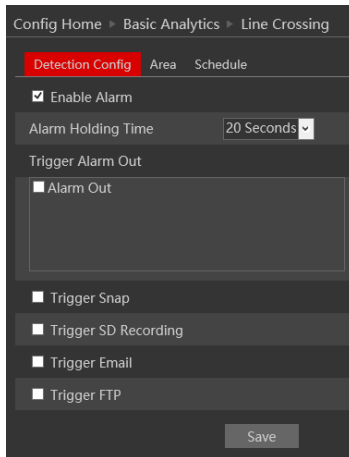 Config Home ▶ Basic Analytics ▶ Line Crossing
Detection Config Area Schedule
Enable Alarm
Alarm Holding Time 20 Seconds
Trigger Alarm Out
Alarm Out
Trigger Snap
Trigger SD Recording
Trigger Email
Trigger FTP
Save